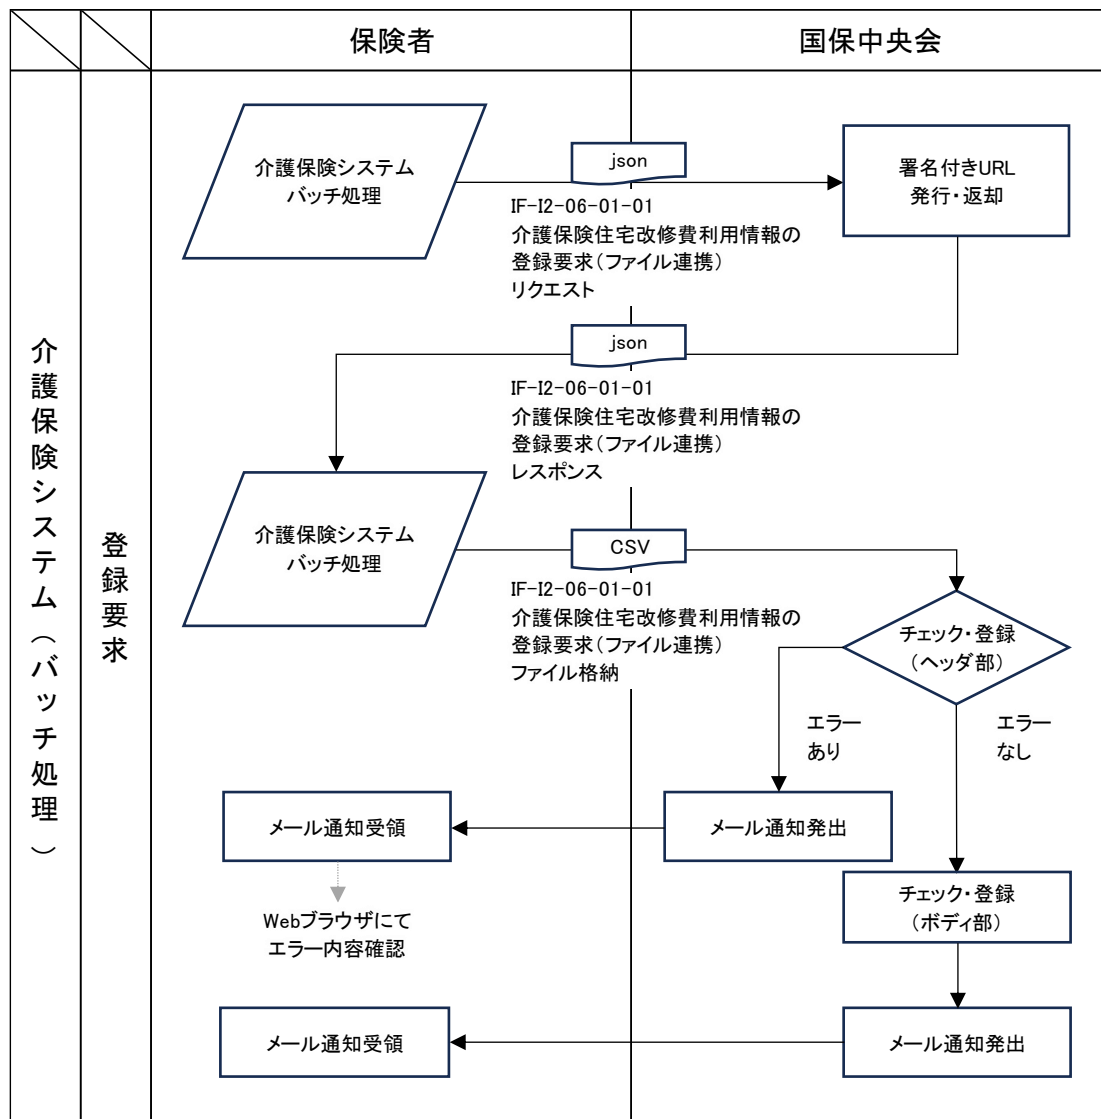 保険者
国保中央会
介護保険システム（バッチ処理）
登録要求
介護保険システム
バッチ処理
json
署名付きURL
発行・返却
IF-I2-06-01-01
介護保険住宅改修費利用情報の
登録要求（ファイル連携）
リクエスト
json
IF-I2-06-01-01
介護保険住宅改修費利用情報の
登録要求（ファイル連携）
レスポンス
介護保険システム
バッチ処理
CSV
IF-I2-06-01-01
介護保険住宅改修費利用情報の
登録要求（ファイル連携）
ファイル格納
チェック・登録
（ヘッダ部）
エラー
あり
エラー
なし
メール通知受領
メール通知発出
Webブラウザにて
エラー内容確認
チェック・登録
（ボディ部）
メール通知受領
メール通知発出